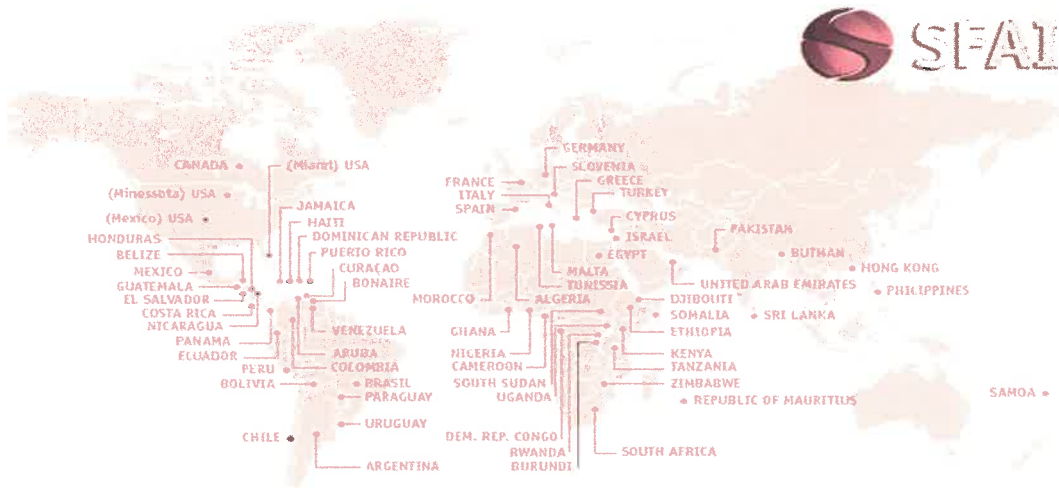 SFAI
GERMANY
CANADA
(Miami) USA
SLOVENIA
FRANCE
GREECE
ITALY
TURKEY
(Minessota) USA
JAMAICA
SPAIN
(Mexico) USA
HAITI
CYPRUS
HONDURAS
DOMINICAN REPUBLIC
ISRAEL
PAKISTAN
BELIZE
PUERTO RICO
EGYPT
BUTHAN
MEXICO
CURAÇAO
MALTA
HONG KONG
GUATEMALA
BONAIRE
TUNISSIA
UNITED ARAB EMIRATES
EL SALVADOR
MOROCCO
ALGERIA
DJIBOUTI
PHILIPPINES
COSTA RICA
SOMALIA
SRI LANKA
NICARAGUA
VENEZUELA
GHANA
ETHIOPIA
PANAMA
ECUADOR
ARUBA
NIGERIA
KENYA
PERU
COLOMBIA
CAMEROON
TANZANIA
BOLIVIA
BRASIL
SOUTH SUDAN
ZIMBABWE
PARAGUAY
UGANDA
REPUBLIC OF MAURITIUS
SAMOA
URUGUAY
CHILE
DEM. REP. CONGO
RWANDA
SOUTH AFRICA
ARGENTINA
BURUNDI